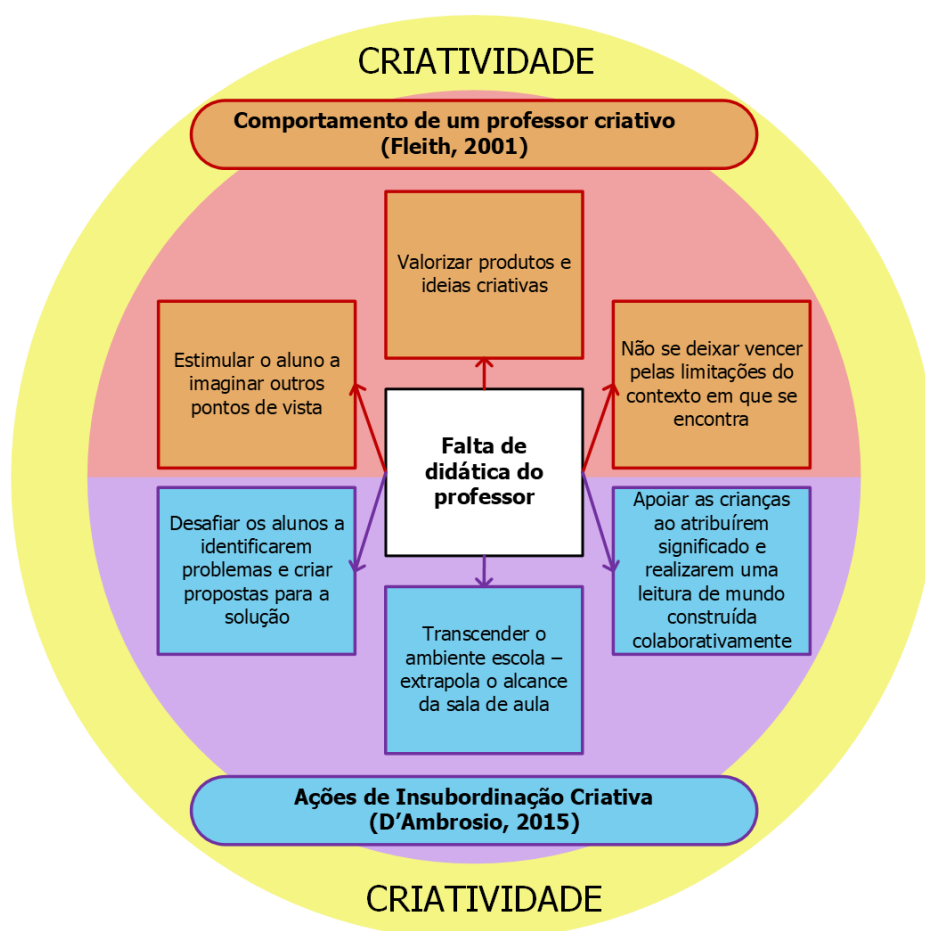 CRIATIVIDADE
Comportamento de um professor criativo
(Fleith, 2001)
Valorizar produtos e
ideias criativas
Estimular o aluno a
imaginar outros
pontos de vista
Não se deixar vencer
pelas limitações do
contexto em que se
encontra
Falta de
didática do
professor
Desafiar os alunos a
identificarem
problemas e criar
propostas para a
solução
Transcender o
ambiente escola –
extrapola o alcance
da sala de aula
Apoiar as crianças
ao atribuírem
significado e
realizarem uma
leitura de mundo
construída
colaborativamente
Ações de Insubordinação Criativa
(D’Ambrosio, 2015)
CRIATIVIDADE